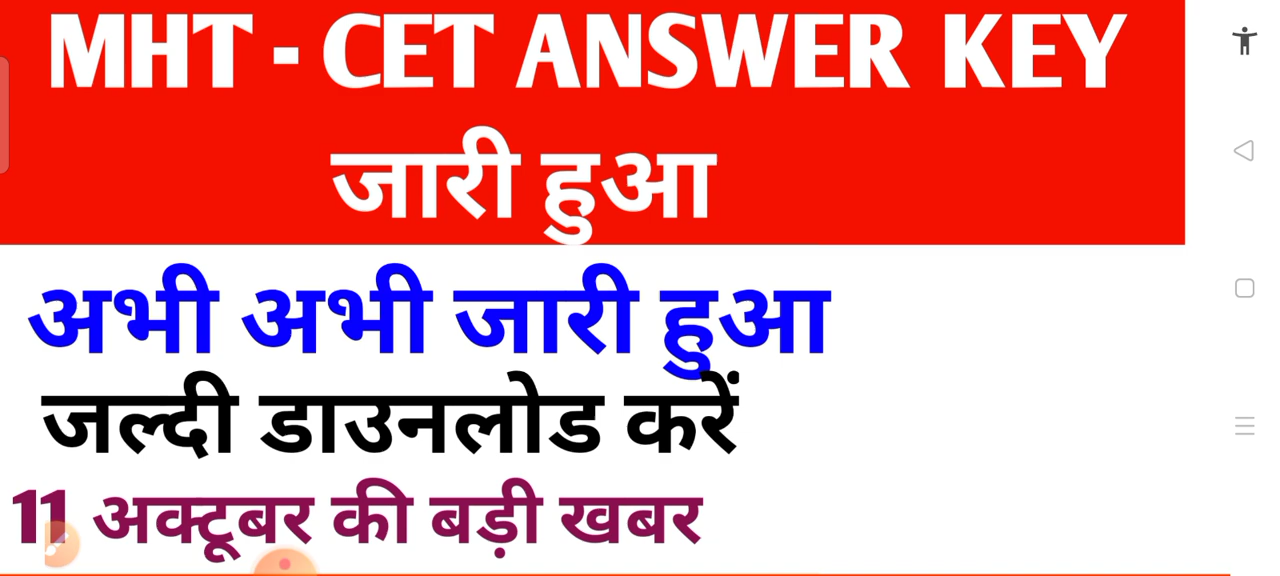 MHT - CET ANSWER KEY
जारी हुआ
अभी अभी जारी हुआ
जल्दी डाउनलोड करें
11 अक्टूबर की बड़ी खबर